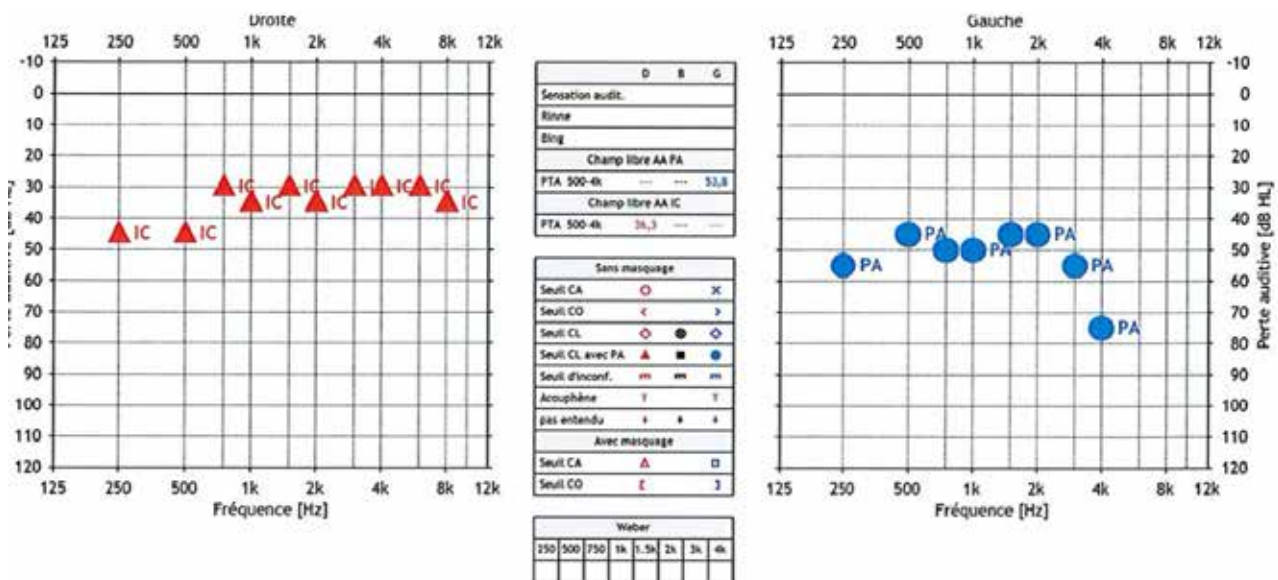 Droite
125 250 500 1k 2k 4k 8k 12k
-10
0
10
20
30
40
50
60
70
80
90
100
110
120
IC IC IC IC IC IC IC IC IC IC
125 250 500 1k 2k 4k 8k 12k
Fréquence [Hz]
D B G
Sensation audit.
Rinne
Bing
Champ libre AA PA
PTA 500-4k --- --- 53,8
Champ libre AA IC
PTA 500-4k 36,3 --- ---
Sans masquage
Seuil CA
Seuil CO
Seuil CL
Seuil CL avec PA
Seuil d'inconf.
Acouphène T T
pas entendu
Avec masquage
Seuil CA
Seuil CO
Weber
250 500 750 1k 1.5k 2k 3k 4k
Gauche
125 250 500 1k 2k 4k 8k 12k
-10
0
10
20
30
40
50
60
70
80
90
100
110
120
PA PA PA PA PA PA
Perte auditive [dB HL]
125 250 500 1k 2k 4k 8k 12k
Fréquence [Hz]